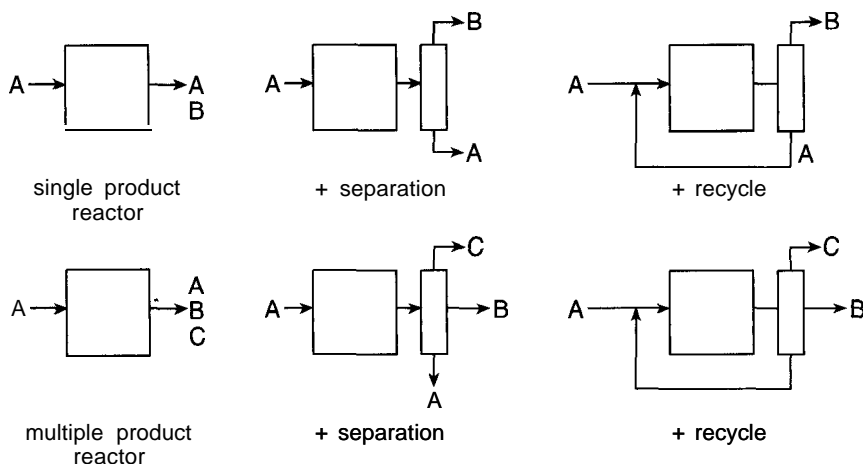 B
B
A
A
B
A
A
A
A
single product
reactor
+ separation
+ recycle
C
C
A
A
B
C
A
B
A
B
A
multiple product
reactor
+ separation
+ recycle